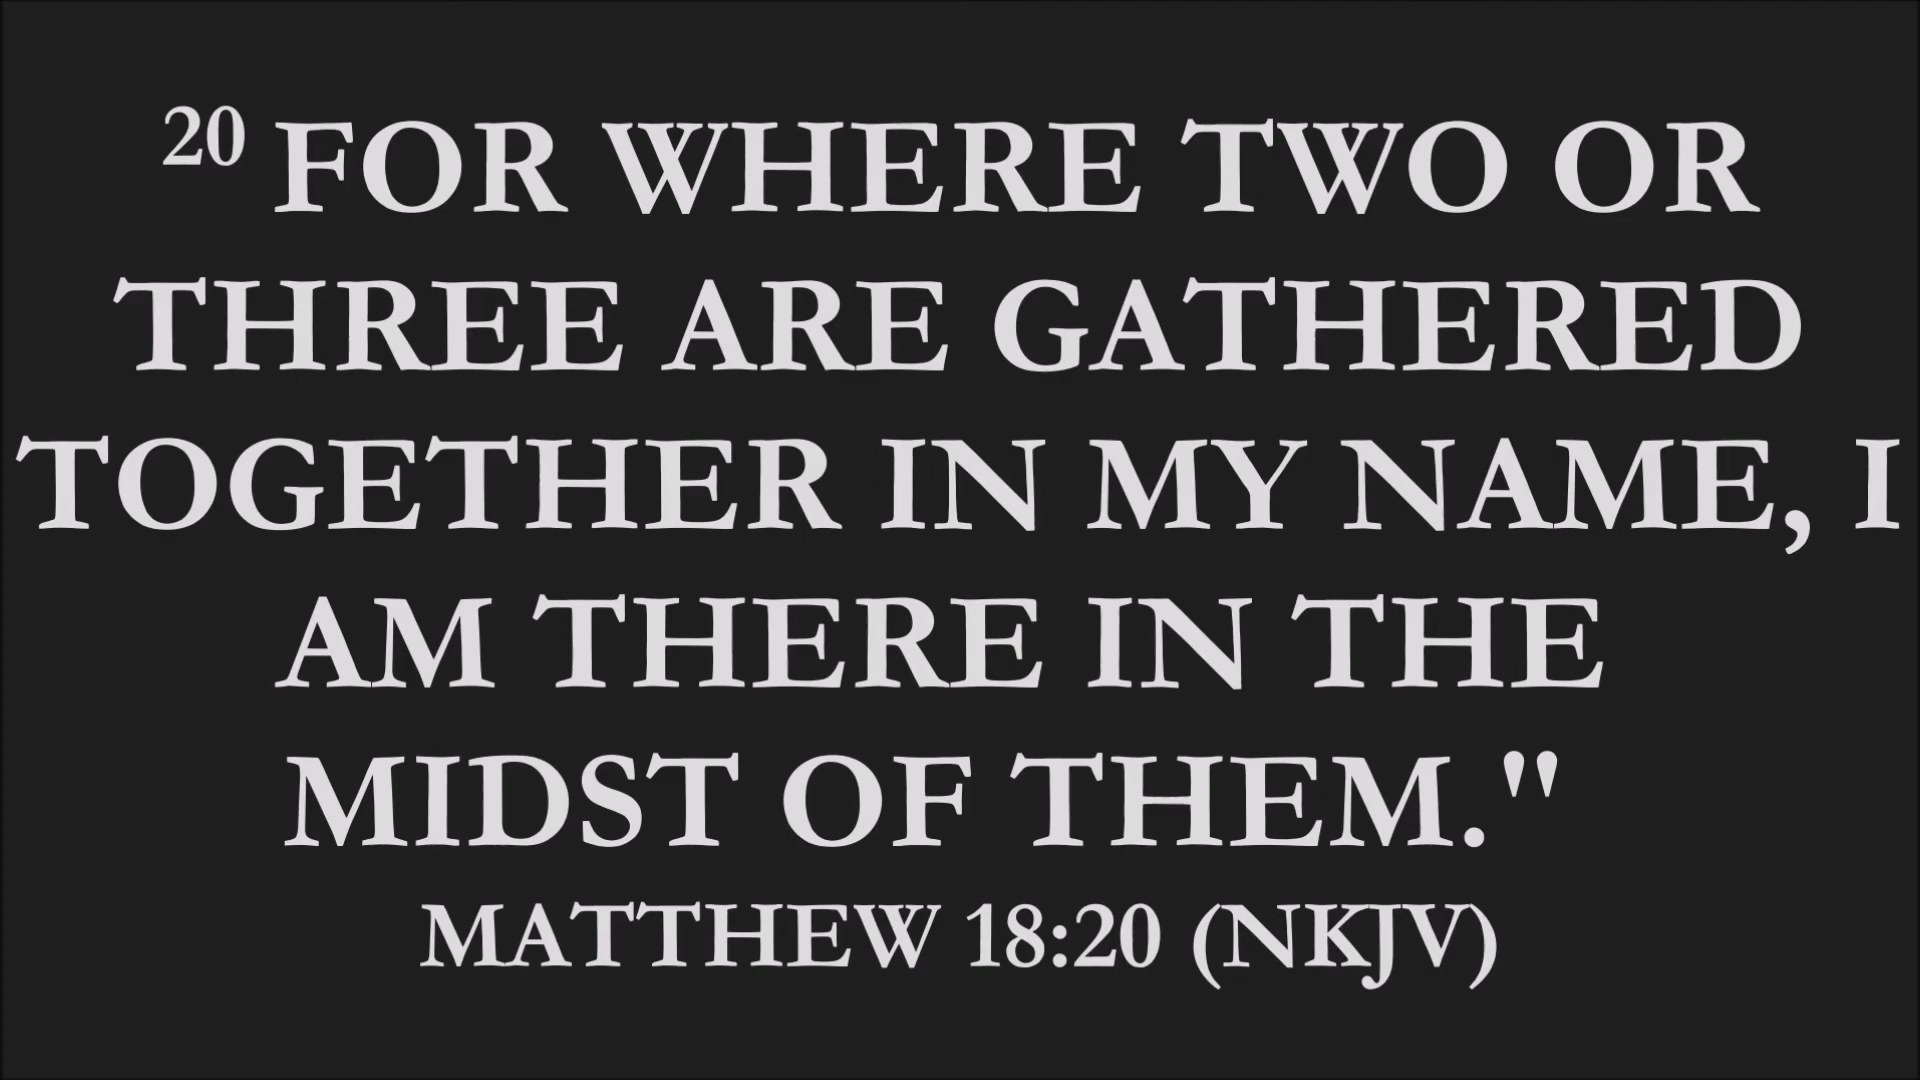 20 FOR WHERE TWO OR
THREE ARE GATHERED
TOGETHER IN MY NAME, I
AM THERE IN THE
MIDST OF THEM."
MATTHEW 18:20 (NKJV)